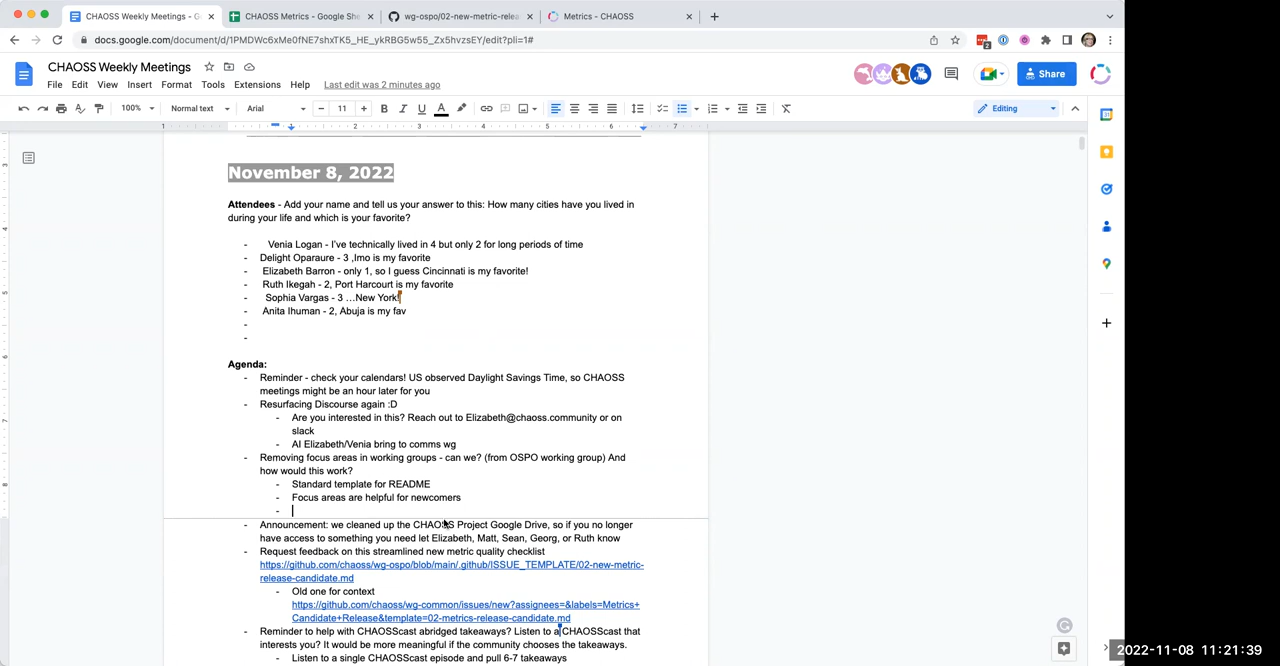 CHAOSS Weekly Meetings - G
CHAOSS Metrics - Google She
wg-ospo/02-new-metric-relea
Metrics - CHAOSS
docs.google.com/document/d/1PMDWc6xMe0fNE7shxTK5_HE_ykRBG5w55_Zx5hvzsEY/edit?pli=1#
2
CHAOSS Weekly Meetings
File Edit View Insert Format Tools Extensions Help Last edit was 2 minutes ago
Share
100% Normal text Arial 11 Editing
1 1 2 3 4 5 6 7
November 8, 2022
Attendees - Add your name and tell us your answer to this: How many cities have you lived in
during your life and which is your favorite?
- Venia Logan - I've technically lived in 4 but only 2 for long periods of time
- Delight Oparaure - 3 ,Imo is my favorite
- Elizabeth Barron - only 1, so I guess Cincinnati is my favorite!
- Ruth Ikegah - 2, Port Harcourt is my favorite
- Sophia Vargas - 3 ...New York!
- Anita Ihuman - 2, Abuja is my fav
-
-
Agenda:
- Reminder - check your calendars! US observed Daylight Savings Time, so CHAOSS
meetings might be an hour later for you
- Resurfacing Discourse again :D
- Are you interested in this? Reach out to Elizabeth@chaoss.community or on
slack
- AI Elizabeth/Venia bring to comms wg
- Removing focus areas in working groups - can we? (from OSPO working group) And
how would this work?
- Standard template for README
- Focus areas are helpful for newcomers
-
- Announcement: we cleaned up the CHAOSS Project Google Drive, so if you no longer
have access to something you need let Elizabeth, Matt, Sean, Georg, or Ruth know
- Request feedback on this streamlined new metric quality checklist
https://github.com/chaoss/wg-ospo/blob/main/.github/ISSUE_TEMPLATE/02-new-metric-
release-candidate.md
- Old one for context
https://github.com/chaoss/wg-common/issues/new?assignees=&labels=Metrics+
Candidate+Release&template=02-metrics-release-candidate.md
- Reminder to help with CHAOSScast abridged takeaways? Listen to a CHAOSScast that
interests you? It would be more meaningful if the community chooses the takeaways.
- Listen to a single CHAOSScast episode and pull 6-7 takeaways
2022-11-08 11:21:39